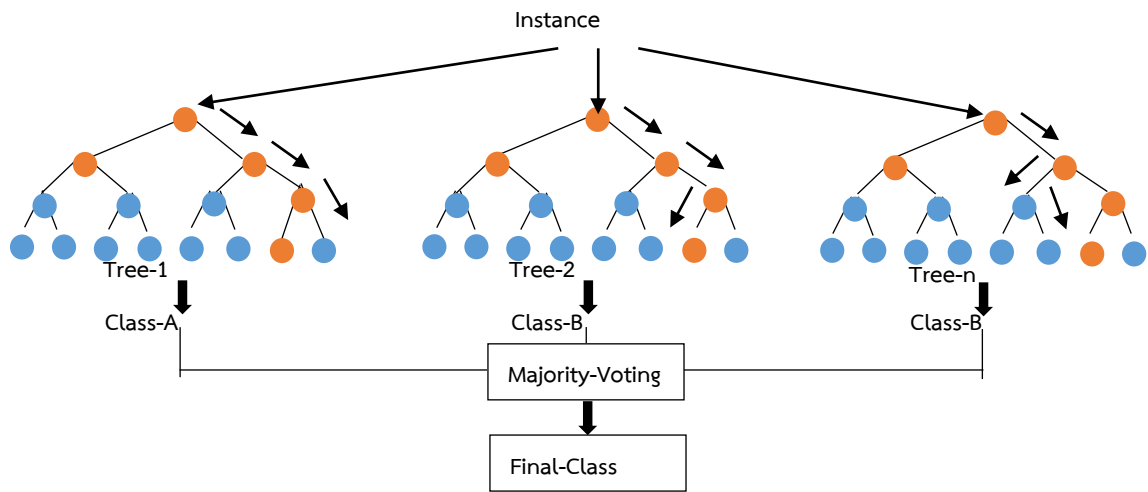 Instance
Tree-1
Tree-2
Tree-n
Class-A
Class-B
Class-B
Majority-Voting
Final-Class